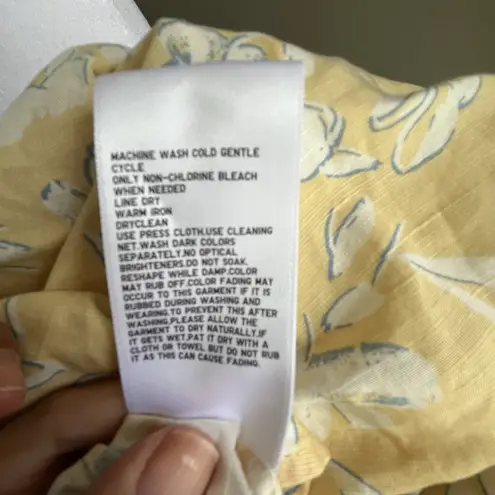 MACHINE WASH COLD GENTLE
CYCLE
ONLY NON-CHLORINE BLEACH
WHEN NEEDED
LINE DRY
WARM IRON
DRYCLEAN
USE PRESS CLOTH.USE CLEANING
NET.WASH DARK COLORS
SEPARATELY.NO OPTICAL
BRIGHTENERS.DO NOT SOAK.
RESHAPE WHILE DAMP.COLOR
MAY RUB OFF.COLOR FADING MAY
OCCUR TO THIS GARMENT IF IT IS
RUBBED DURING WASHING AND
WEARING.TO PREVENT THIS AFTER
WASHING,PLEASE ALLOW THE
GARMENT TO DRY NATURALLY.IF
IT GETS WET,PAT IT DRY WITH A
CLOTH OR TOWEL BUT DO NOT RUB
IT AS THIS CAN CAUSE FADING.